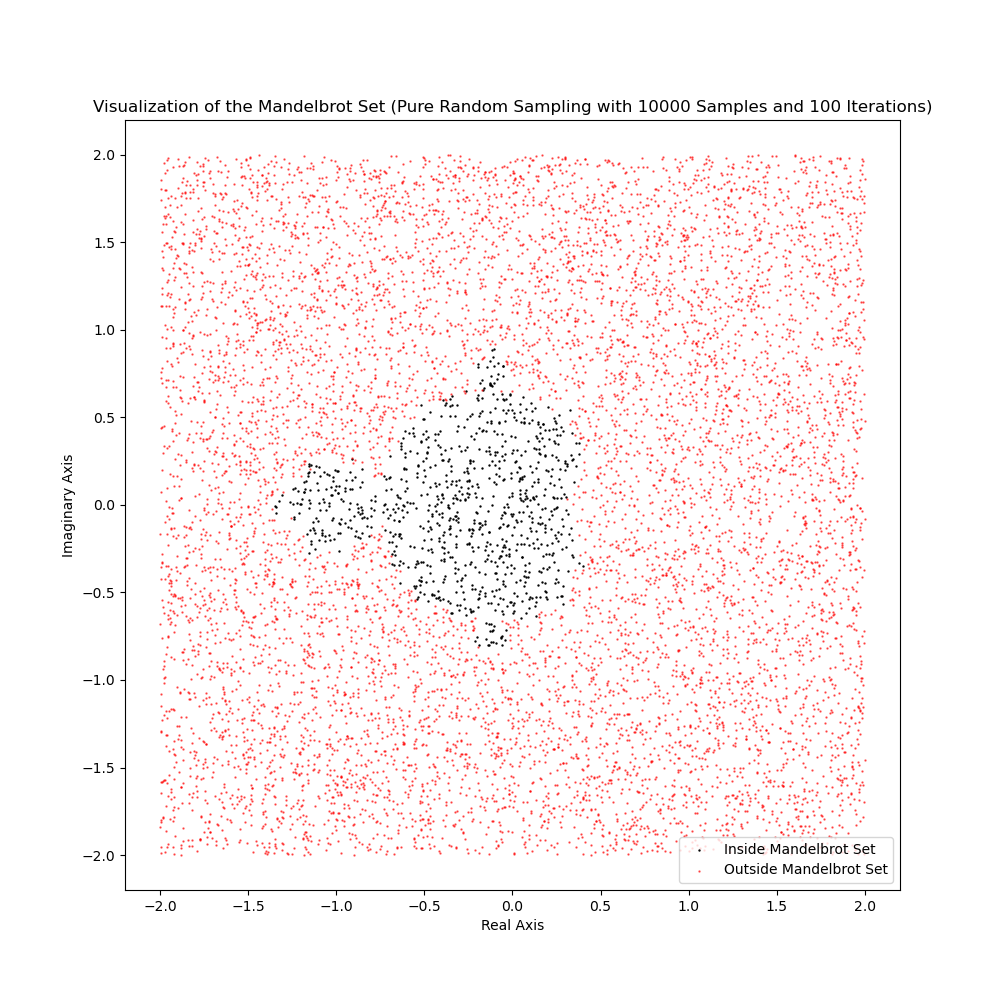 Visualization of the Mandelbrot Set (Pure Random Sampling with 10000 Samples and 100 Iterations)
2.0
1.5
1.0
0.5
0.0
−0.5
−1.0
−1.5
−2.0
Imaginary Axis
Inside Mandelbrot Set
Outside Mandelbrot Set
−2.0 −1.5 −1.0 −0.5 0.0 0.5 1.0 1.5 2.0
Real Axis